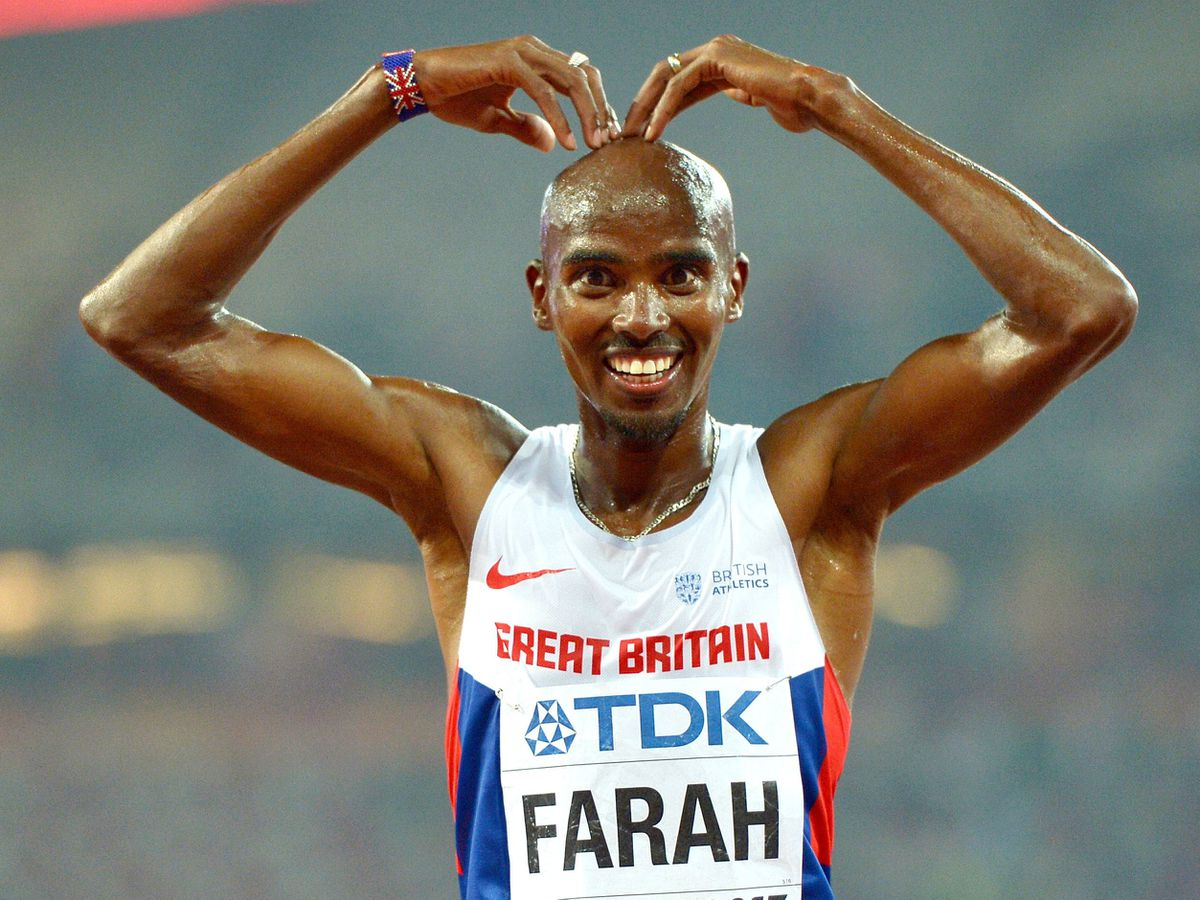 BRITISH
ATHLETICS
GREAT BRITAIN
TDK
FARAH